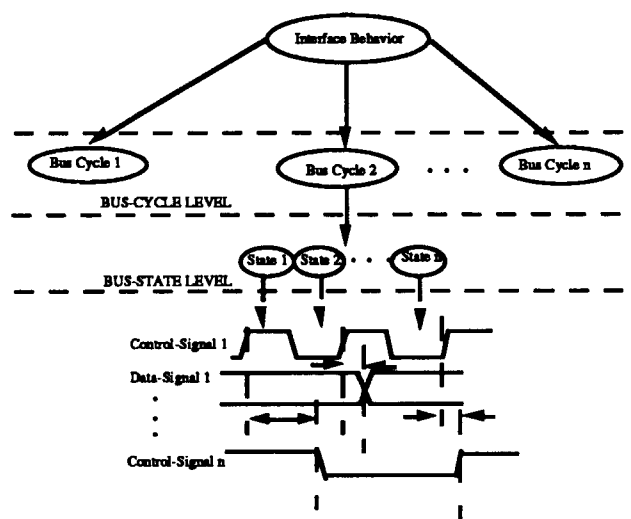 Interface Behavior
Bus Cycle 1
Bus Cycle 2
. . .
Bus Cycle n
BUS-CYCLE LEVEL
State 1
State 2
. . .
State n
BUS-STATE LEVEL
Control-Signal 1
Data-Signal 1
Control-Signal n